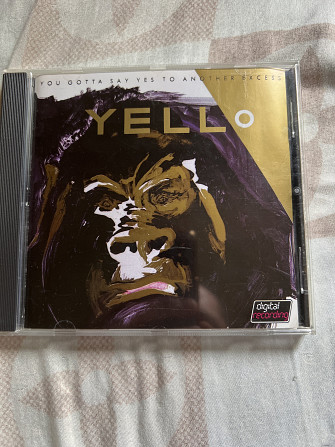 YOU GOTTA SAY YES TO ANOTHER EXCESS
YELLO
digital
recording